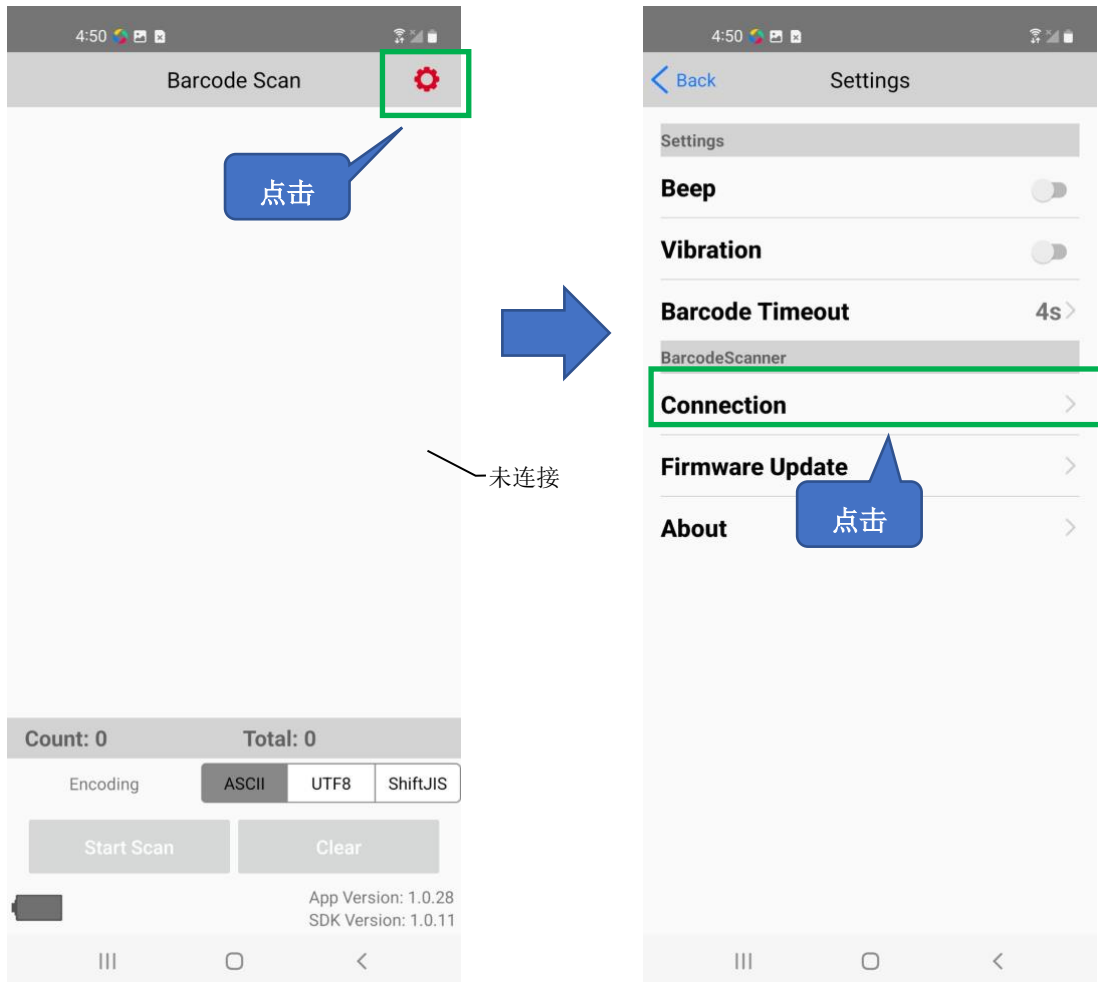 4:50
Barcode Scan
点击
未连接
Count: 0
Total: 0
Encoding
ASCII
UTF8
ShiftJIS
Start Scan
Clear
App Version: 1.0.28
SDK Version: 1.0.11
4:50
Back
Settings
Settings
Beep
Vibration
Barcode Timeout
4s
BarcodeScanner
Connection
Firmware Update
点击
About